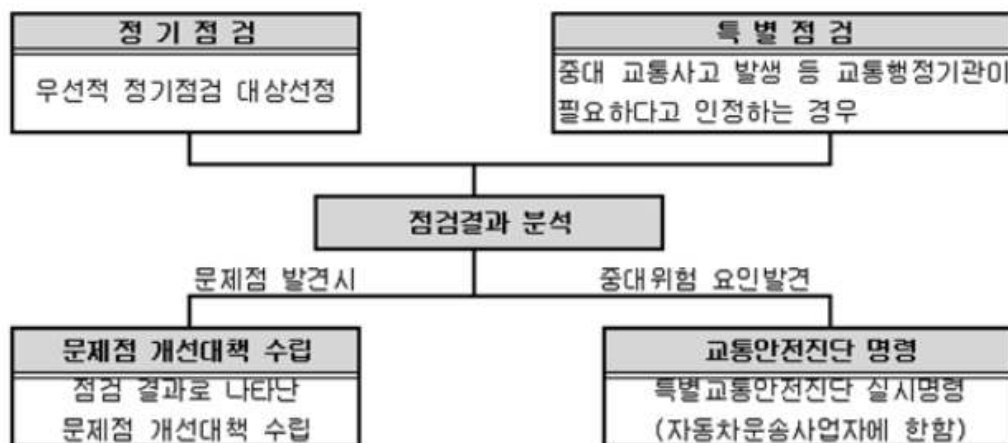 정 기 점 검
우선적 정기점검 대상선정
특 별 점 검
중대 교통사고 발생 등 교통행정기관이
필요하다고 인정하는 경우
점검결과 분석
문제점 발견시
중대위험 요인발견
문제점 개선대책 수립
점검 결과로 나타난
문제점 개선대책 수립
교통안전진단 명령
특별교통안전진단 실시명령
(자동차운송사업자에 한함)